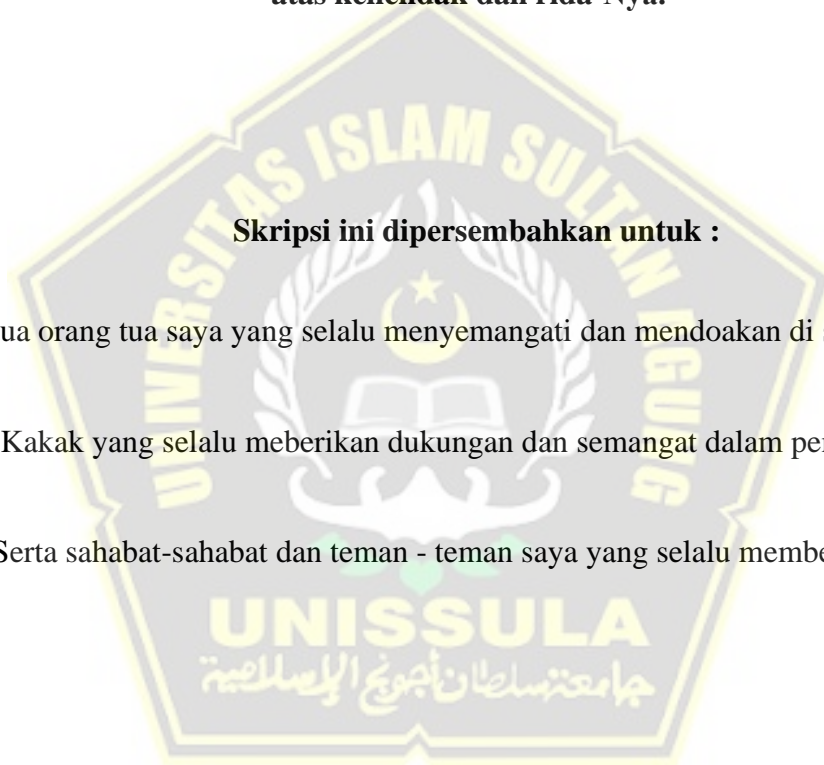 atas kehendak dan rida-Nya.
UNIVERSITAS ISLAM SULTAN AGUNG
Skripsi ini dipersembahkan untuk :
ua orang tua saya yang selalu menyemangati dan mendoakan di
Kakak yang selalu meberikan dukungan dan semangat dalam
Serta sahabat-sahabat dan teman - teman saya yang selalu
UNISSULA
جامعة سلطان أجونج الإسلامية